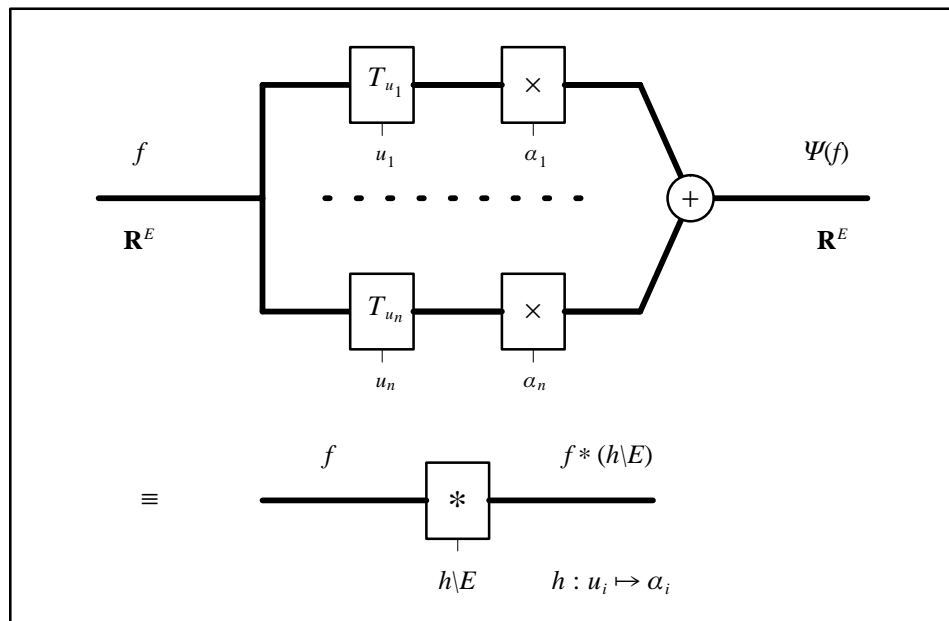 T_{u_1} ×
u_1 α_1
f Ψ(f)
+
𝐑^E 𝐑^E
T_{u_n} ×
u_n α_n
f f * (h\E)
≡ *
h\E h : u_i ↦ α_i